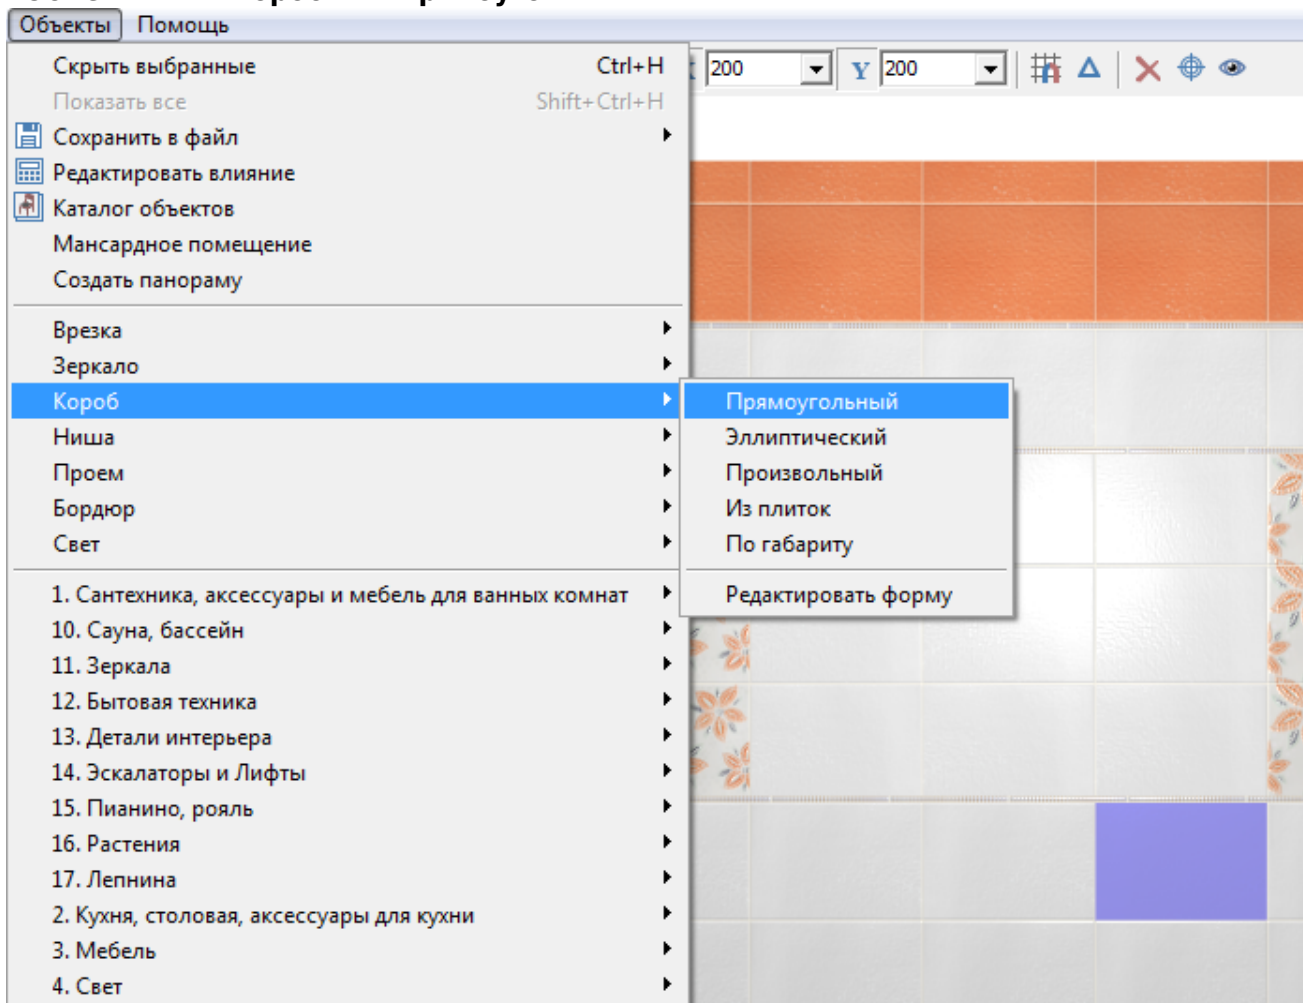 Объекты Помощь
Скрыть выбранные Ctrl+H
Показать все Shift+Ctrl+H
Сохранить в файл
Редактировать влияние
Каталог объектов
Мансардное помещение
Создать панораму
Врезка
Зеркало
Короб
Ниша
Проем
Бордюр
Свет
1. Сантехника, аксессуары и мебель для ванных комнат
10. Сауна, бассейн
11. Зеркала
12. Бытовая техника
13. Детали интерьера
14. Эскалаторы и Лифты
15. Пианино, рояль
16. Растения
17. Лепнина
2. Кухня, столовая, аксессуары для кухни
3. Мебель
4. Свет
Прямоугольный
Эллиптический
Произвольный
Из плиток
По габариту
Редактировать форму
200 Y 200